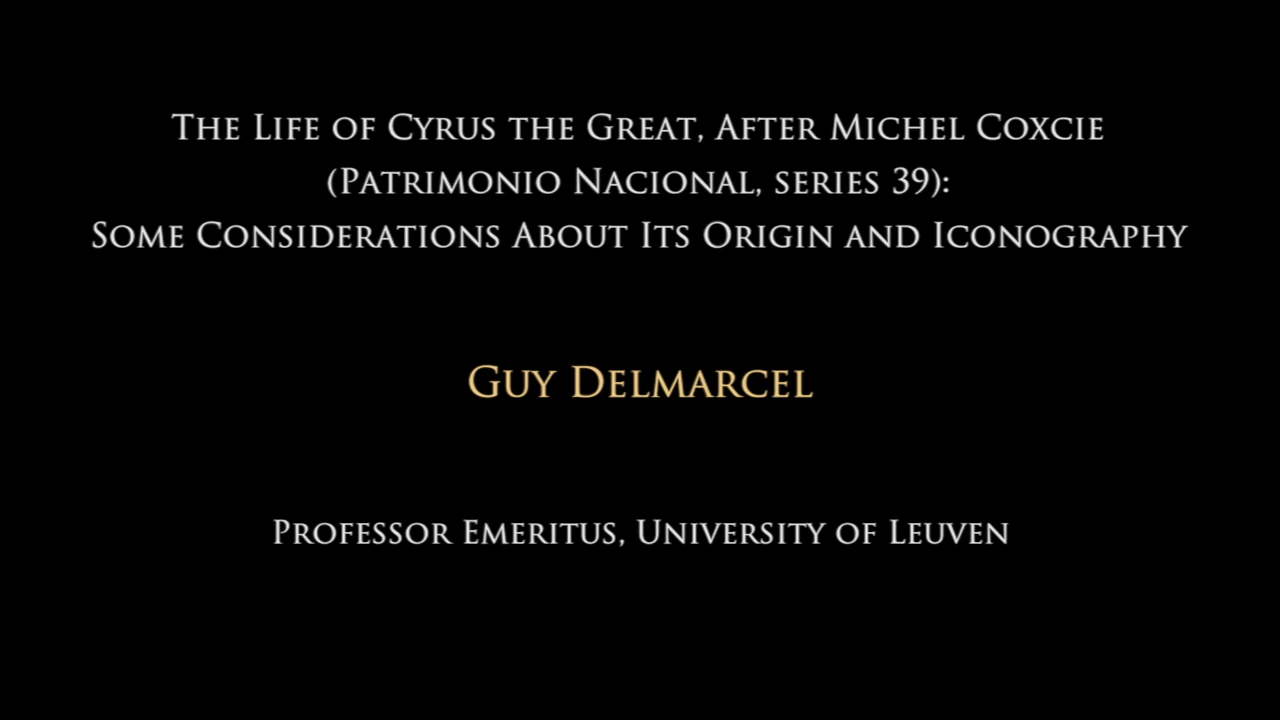 The Life of Cyrus the Great, After Michel Coxcie
(Patrimonio Nacional, series 39):
Some Considerations About Its Origin and Iconography
Guy Delmarcel
Professor Emeritus, University of Leuven